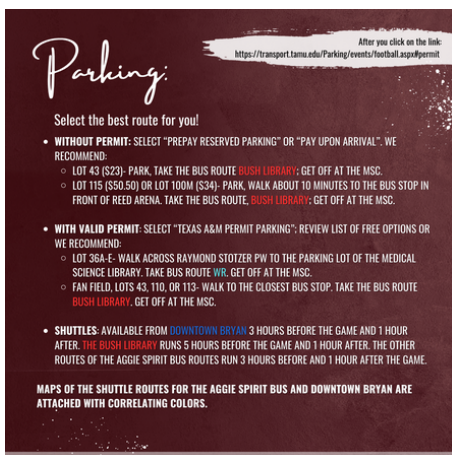 After you click on the link:
https://transport.tamu.edu/Parking/events/football.aspx#permit
Parking:
Select the best route for you!
• WITHOUT PERMIT: SELECT "PREPAY RESERVED PARKING" OR "PAY UPON ARRIVAL". WE
RECOMMEND:
○ LOT 43 ($23)- PARK, TAKE THE BUS ROUTE BUSH LIBRARY; GET OFF AT THE MSC.
○ LOT 115 ($50.50) OR LOT 100M ($34)- PARK, WALK ABOUT 10 MINUTES TO THE BUS STOP IN
FRONT OF REED ARENA. TAKE THE BUS ROUTE, BUSH LIBRARY; GET OFF AT THE MSC.
• WITH VALID PERMIT: SELECT "TEXAS A&M PERMIT PARKING"; REVIEW LIST OF FREE OPTIONS OR
WE RECOMMEND:
○ LOT 36A-E- WALK ACROSS RAYMOND STOTZER PW TO THE PARKING LOT OF THE MEDICAL
SCIENCE LIBRARY. TAKE BUS ROUTE WR. GET OFF AT THE MSC.
○ FAN FIELD, LOTS 43, 110, OR 113- WALK TO THE CLOSEST BUS STOP. TAKE THE BUS ROUTE
BUSH LIBRARY. GET OFF AT THE MSC.
• SHUTTLES: AVAILABLE FROM DOWNTOWN BRYAN 3 HOURS BEFORE THE GAME AND 1 HOUR
AFTER. THE BUSH LIBRARY RUNS 5 HOURS BEFORE THE GAME AND 1 HOUR AFTER. THE OTHER
ROUTES OF THE AGGIE SPIRIT BUS ROUTES RUN 3 HOURS BEFORE AND 1 HOUR AFTER THE GAME.
MAPS OF THE SHUTTLE ROUTES FOR THE AGGIE SPIRIT BUS AND DOWNTOWN BRYAN ARE
ATTACHED WITH CORRELATING COLORS.